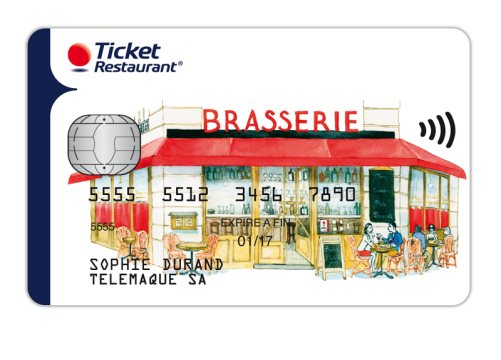 Ticket
Restaurant®
BRASSERIE
5555 5512 3456 7890
5555
EXPIRE A FIN
01/17
SOPHIE DURAND
TELEMAQUE SA